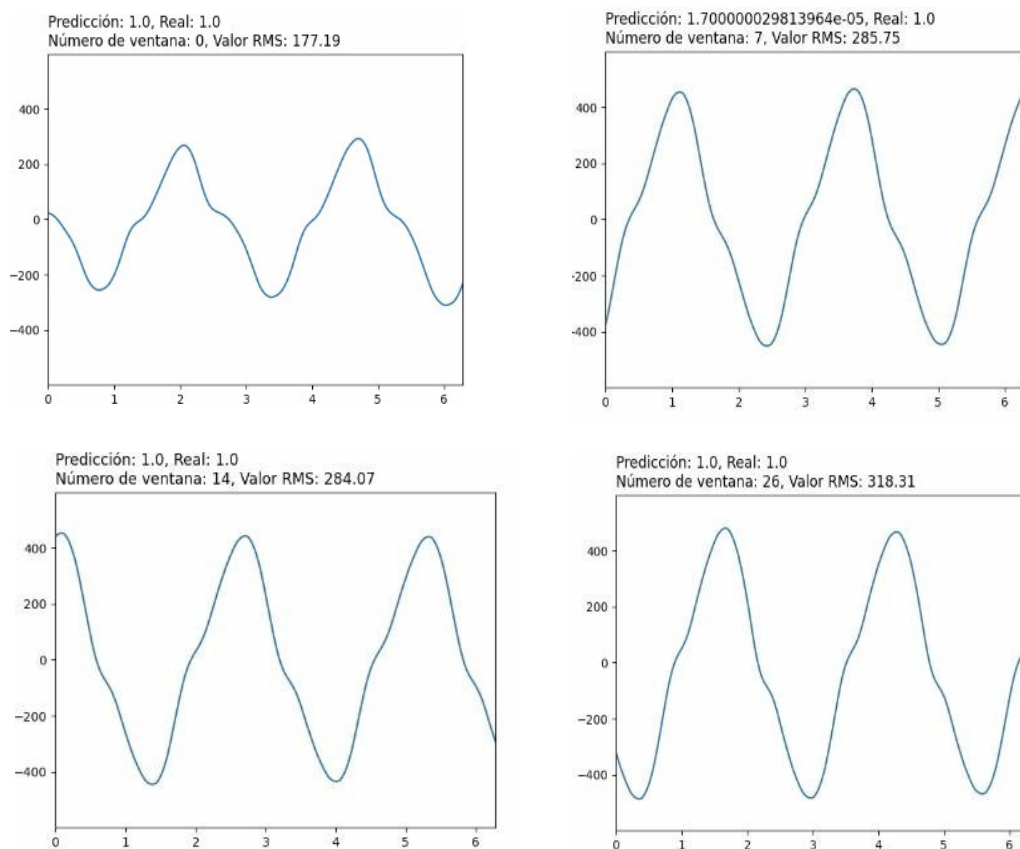 Predicción: 1.0, Real: 1.0
Número de ventana: 0, Valor RMS: 177.19
400
200
0
−200
−400
0 1 2 3 4 5 6
Predicción: 1.700000029813964e-05, Real: 1.0
Número de ventana: 7, Valor RMS: 285.75
400
200
0
−200
−400
0 1 2 3 4 5 6
Predicción: 1.0, Real: 1.0
Número de ventana: 14, Valor RMS: 284.07
400
200
0
−200
−400
0 1 2 3 4 5 6
Predicción: 1.0, Real: 1.0
Número de ventana: 26, Valor RMS: 318.31
400
200
0
−200
−400
0 1 2 3 4 5 6